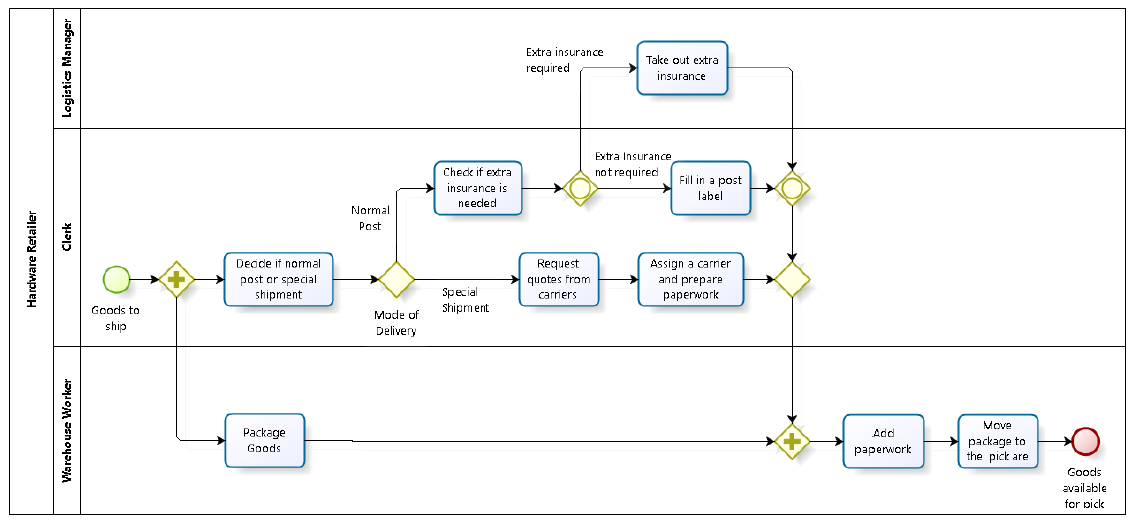 Hardware Retailer
Logistics Manager
Extra insurance
required
Take out extra
insurance
Clerk
Check if extra
insurance is
needed
Extra Insurance
not required
Fill in a post
label
Normal
Post
Goods to
ship
Decide if normal
post or special
shipment
Mode of
Delivery
Special
Shipment
Request
quotes from
carriers
Assign a carrier
and prepare
paperwork
Warehouse Worker
Package
Goods
Add
paperwork
Move
package to
the pick are
Goods
available
for pick